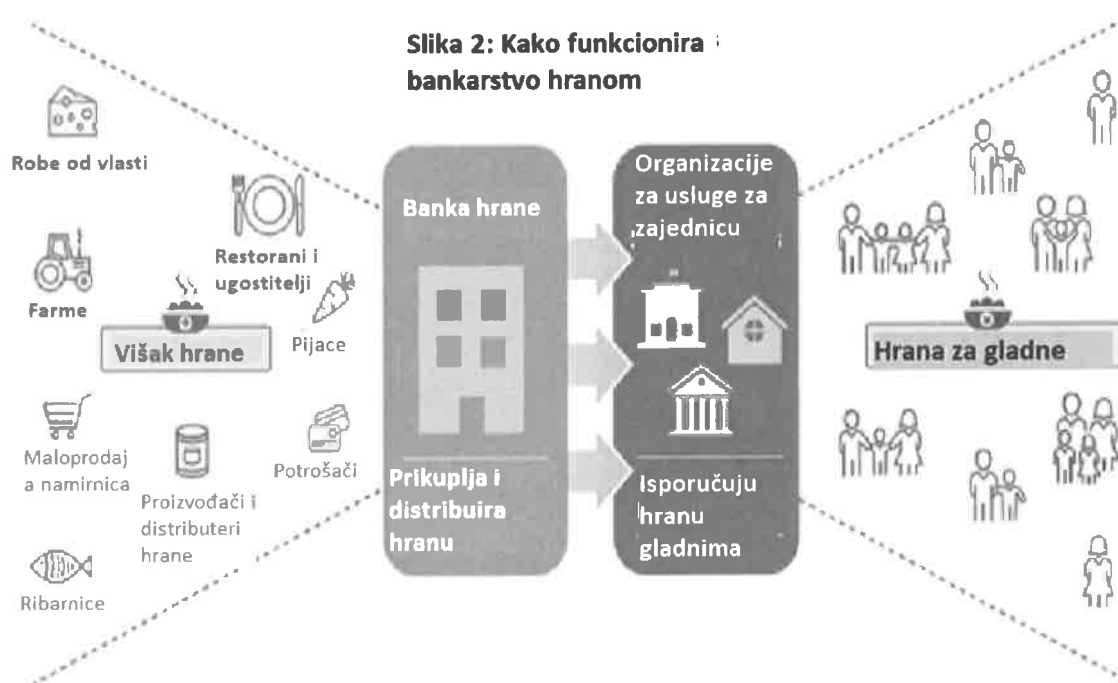 Slika 2: Kako funkcionira
bankarstvo hranom
Robe od vlasti
Restorani i
ugostitelji
Farme
Višak hrane
Pijace
Maloprodaj
a namirnica
Proizvođači i
distributeri
hrane
Potrošači
Ribarnice
Banka hrane
Prikuplja i
distribuira
hranu
Organizacije
za usluge za
zajednicu
Isporučuju
hranu
gladnima
Hrana za gladne